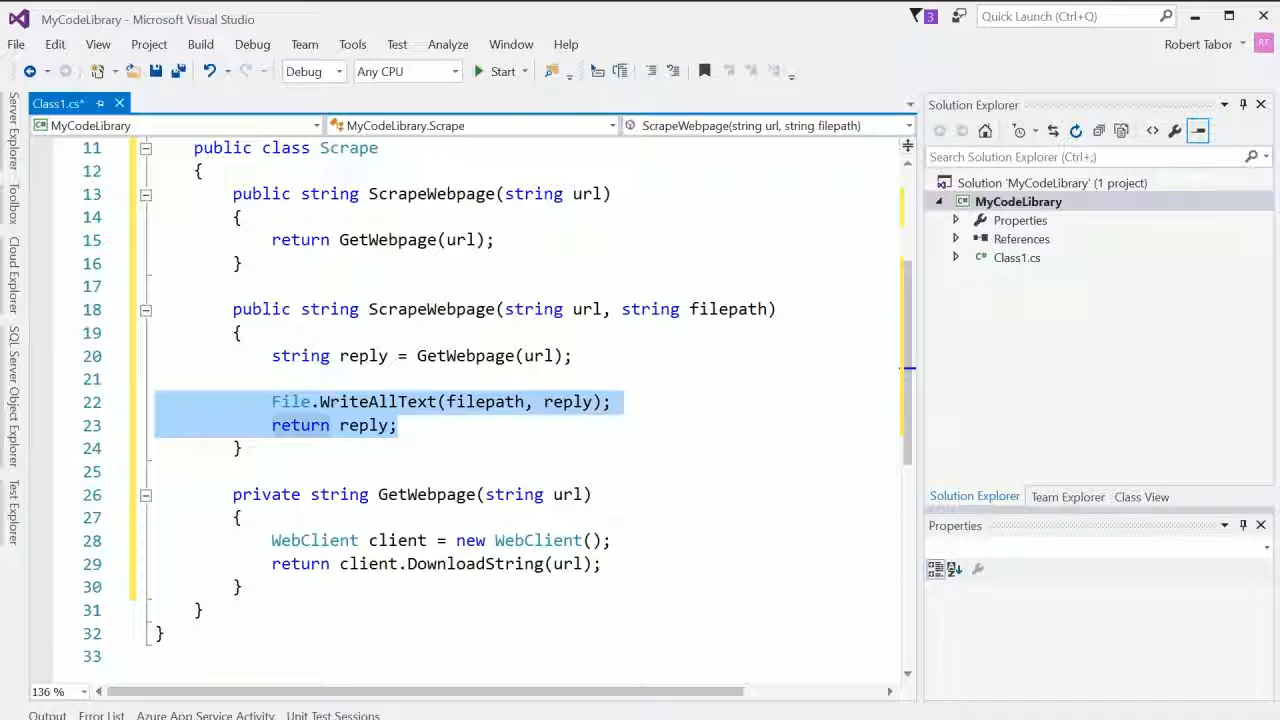 MyCodeLibrary - Microsoft Visual Studio
3
Quick Launch (Ctrl+Q)
File Edit View Project Build Debug Team Tools Test Analyze Window Help
Robert Tabor
RT
Debug
Any CPU
Start
Server Explorer
Toolbox
Cloud Explorer
SQL Server Object Explorer
Test Explorer
Class1.cs*
MyCodeLibrary
MyCodeLibrary.Scrape
ScrapeWebpage(string url, string filepath)
11 public class Scrape
12 {
13 public string ScrapeWebpage(string url)
14 {
15 return GetWebpage(url);
16 }
17
18 public string ScrapeWebpage(string url, string filepath)
19 {
20 string reply = GetWebpage(url);
21
22 File.WriteAllText(filepath, reply);
23 return reply;
24 }
25
26 private string GetWebpage(string url)
27 {
28 WebClient client = new WebClient();
29 return client.DownloadString(url);
30 }
31 }
32 }
33
136 %
Output Error List Azure App Service Activity Unit Test Sessions
Solution Explorer
Search Solution Explorer (Ctrl+;)
Solution 'MyCodeLibrary' (1 project)
C# MyCodeLibrary
Properties
References
C# Class1.cs
Solution Explorer Team Explorer Class View
Properties